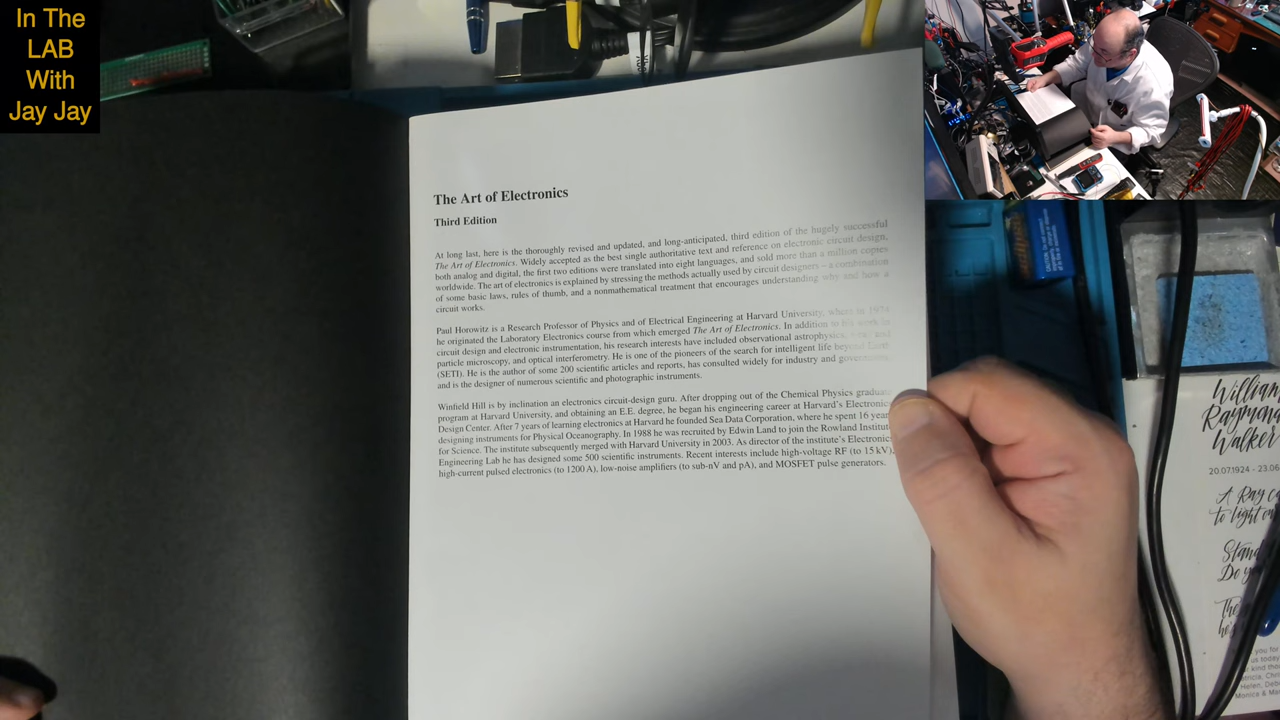 In The
LAB
With
Jay Jay
The Art of Electronics
Third Edition
At long last, here is the thoroughly revised and updated, and long-anticipated, third edition of the hugely successful
The Art of Electronics. Widely accepted as the best single authoritative text and reference on electronic circuit design,
both analog and digital, the first two editions were translated into eight languages, and sold more than a million copies
worldwide. The art of electronics is explained by stressing the methods actually used by circuit designers – a combination
of some basic laws, rules of thumb, and a nonmathematical treatment that encourages understanding why and how a
circuit works.
Paul Horowitz is a Research Professor of Physics and of Electrical Engineering at Harvard University, where in 1974
he originated the Laboratory Electronics course from which emerged The Art of Electronics. In addition to his work in
circuit design and electronic instrumentation, his research interests have included observational astrophysics, and
particle microscopy, and optical interferometry. He is one of the pioneers of the search for intelligent life beyond Earth
(SETI). He is the author of some 200 scientific articles and reports, has consulted widely for industry and
and is the designer of numerous scientific and photographic instruments.
Winfield Hill is by inclination an electronics circuit-design guru. After dropping out of the Chemical Physics
program at Harvard University, and obtaining an E.E. degree, he began his engineering career at Harvard's Electronic
Design Center. After 7 years of learning electronics at Harvard he founded Sea Data Corporation, where he spent 16 year
designing instruments for Physical Oceanography. In 1988 he was recruited by Edwin Land to join the Rowland Institut
for Science. The institute subsequently merged with Harvard University in 2003. As director of the institute's Electronic
Engineering Lab he has designed some 500 scientific instruments. Recent interests include high-voltage RF (to 15 kV),
high-current pulsed electronics (to 1200 A), low-noise amplifiers (to sub-nV and pA), and MOSFET pulse generators.
William
Raymond
Walker
20.07.1924 - 23.06
A Ray
to light
Stand
Do
The
you for
us today